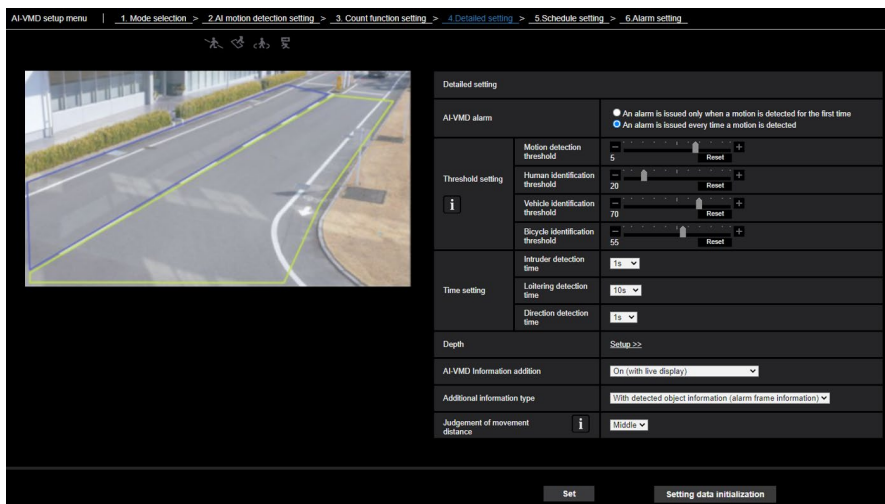 AI-VMD setup menu | 1. Mode selection > 2.AI motion detection setting > 3. Count function setting > 4.Detailed setting > 5.Schedule setting > 6.Alarm setting
Detailed setting
AI-VMD alarm
An alarm is issued only when a motion is detected for the first time
An alarm is issued every time a motion is detected
Threshold setting
i
Motion detection
threshold
5
Reset
Human identification
threshold
20
Reset
Vehicle identification
threshold
70
Reset
Bicycle identification
threshold
55
Reset
Time setting
Intruder detection
time
1s
Loitering detection
time
10s
Direction detection
time
1s
Depth
Setup >>
AI-VMD Information addition
On (with live display)
Additional information type
With detected object information (alarm frame information)
Judgement of movement
distance
i
Middle
Set
Setting data initialization